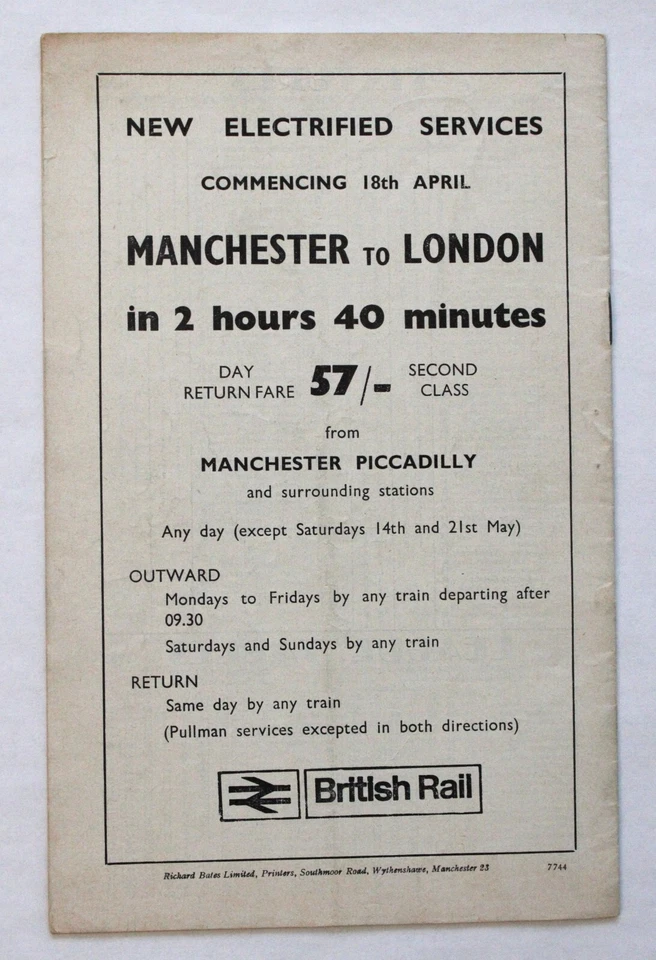 NEW ELECTRIFIED SERVICES
COMMENCING 18th APRIL
MANCHESTER TO LONDON
in 2 hours 40 minutes
DAY
RETURN FARE
57/-
SECOND
CLASS
from
MANCHESTER PICCADILLY
and surrounding stations
Any day (except Saturdays 14th and 21st May)
OUTWARD
Mondays to Fridays by any train departing after
09.30
Saturdays and Sundays by any train
RETURN
Same day by any train
(Pullman services excepted in both directions)
British Rail
Richard Bates Limited, Printers, Southmoor Road, Wythenshawe, Manchester 23 7744